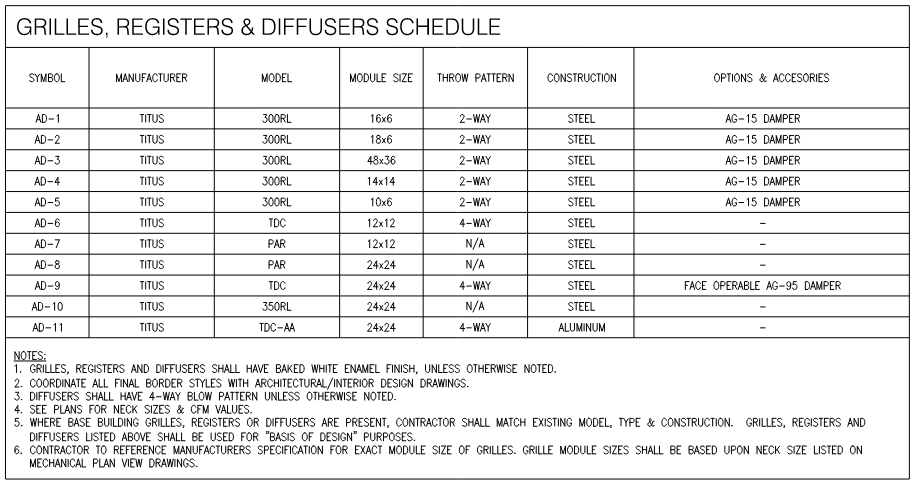 GRILLES, REGISTERS & DIFFUSERS SCHEDULE
SYMBOL MANUFACTURER MODEL MODULE SIZE THROW PATTERN CONSTRUCTION OPTIONS & ACCESORIES
AD-1 TITUS 300RL 16x6 2-WAY STEEL AG-15 DAMPER
AD-2 TITUS 300RL 18x6 2-WAY STEEL AG-15 DAMPER
AD-3 TITUS 300RL 48x36 2-WAY STEEL AG-15 DAMPER
AD-4 TITUS 300RL 14x14 2-WAY STEEL AG-15 DAMPER
AD-5 TITUS 300RL 10x6 2-WAY STEEL AG-15 DAMPER
AD-6 TITUS TDC 12x12 4-WAY STEEL -
AD-7 TITUS PAR 12x12 N/A STEEL -
AD-8 TITUS PAR 24x24 N/A STEEL -
AD-9 TITUS TDC 24x24 4-WAY STEEL FACE OPERABLE AG-95 DAMPER
AD-10 TITUS 350RL 24x24 N/A STEEL -
AD-11 TITUS TDC-AA 24x24 4-WAY ALUMINUM -
NOTES:
1. GRILLES, REGISTERS AND DIFFUSERS SHALL HAVE BAKED WHITE ENAMEL FINISH, UNLESS OTHERWISE NOTED.
2. COORDINATE ALL FINAL BORDER STYLES WITH ARCHITECTURAL/INTERIOR DESIGN DRAWINGS.
3. DIFFUSERS SHALL HAVE 4-WAY BLOW PATTERN UNLESS OTHERWISE NOTED.
4. SEE PLANS FOR NECK SIZES & CFM VALUES.
5. WHERE BASE BUILDING GRILLES, REGISTERS OR DIFFUSERS ARE PRESENT, CONTRACTOR SHALL MATCH EXISTING MODEL, TYPE & CONSTRUCTION. GRILLES, REGISTERS AND
DIFFUSERS LISTED ABOVE SHALL BE USED FOR "BASIS OF DESIGN" PURPOSES.
6. CONTRACTOR TO REFERENCE MANUFACTURERS SPECIFICATION FOR EXACT MODULE SIZE OF GRILLES. GRILLE MODULE SIZES SHALL BE BASED UPON NECK SIZE LISTED ON
MECHANICAL PLAN VIEW DRAWINGS.